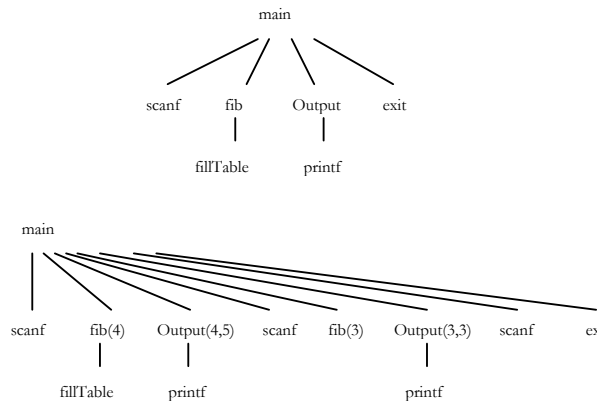 main
scanf fib Output exit
fillTable printf
main
scanf fib(4) Output(4,5) scanf fib(3) Output(3,3) scanf
fillTable printf printf